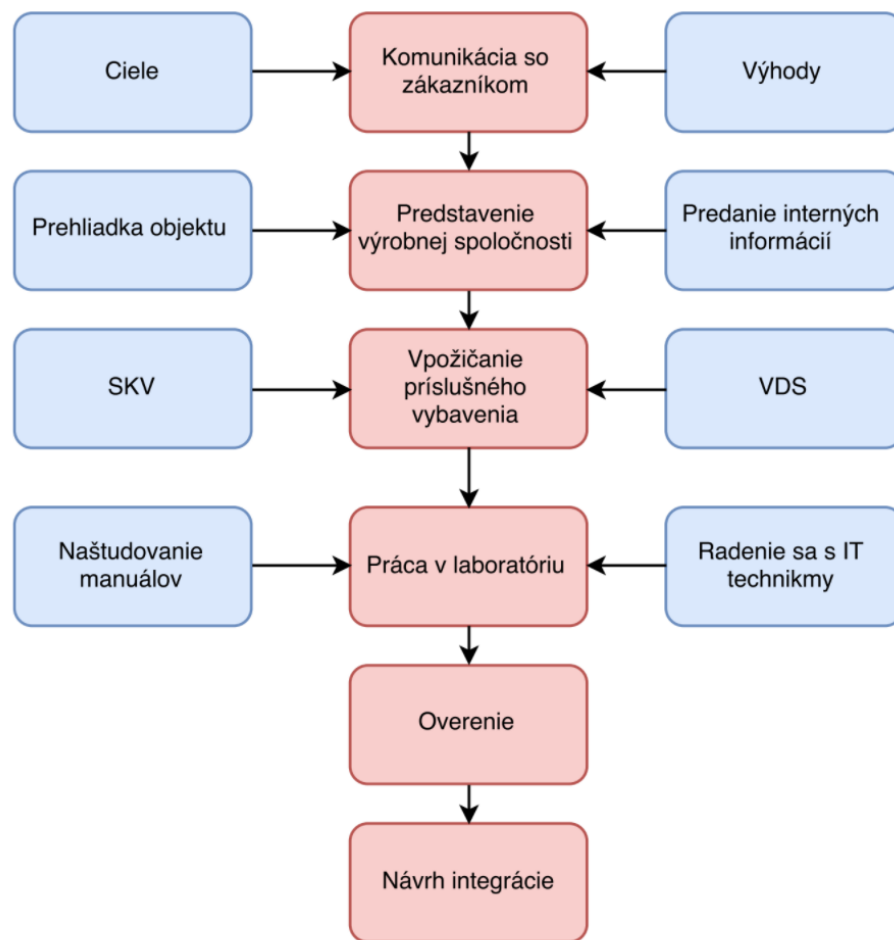 Ciele
Komunikácia so
zákazníkom
Výhody
Prehliadka objektu
Predstavenie
výrobnej spoločnosti
Predanie interných
informácií
SKV
Vpožičanie
príslušného
vybavenia
VDS
Naštudovanie
manuálov
Práca v laboratóriu
Radenie sa s IT
technikmy
Overenie
Návrh integrácie